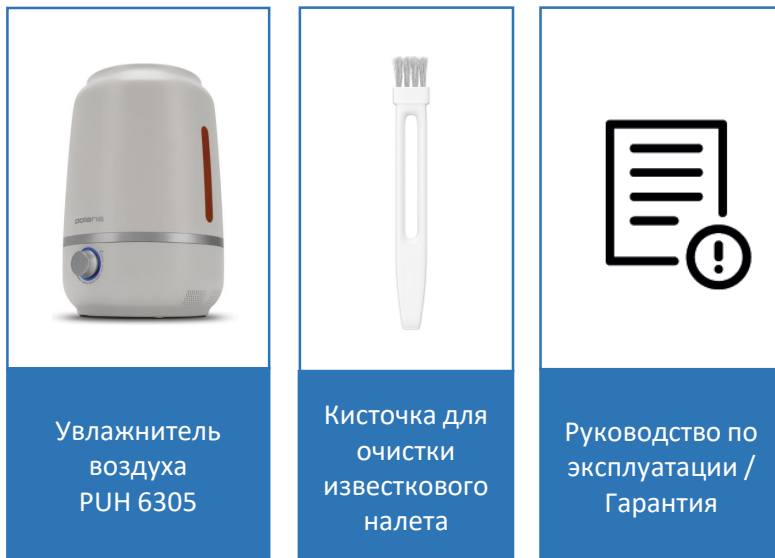 polaris
Увлажнитель
воздуха
PUH 6305
Кисточка для
очистки
известкового
налета
Руководство по
эксплуатации /
Гарантия